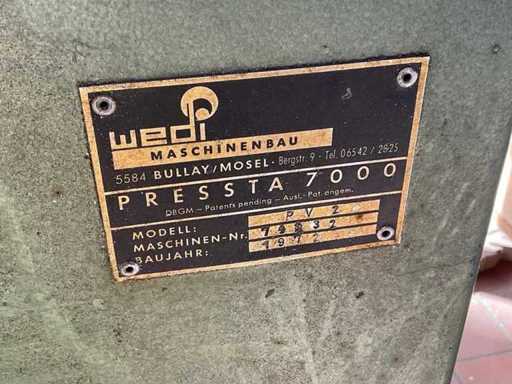 wedi
MASCHINENBAU
5584 BULLAY/MOSEL - Bergstr. 9 - Tel. 06542 / 2825
PRESSTA 7000
DBGM — Patents pending — Ausl.-Pat. angem.
MODELL: PV 2
MASCHINEN-Nr.
BAUJAHR: 1972